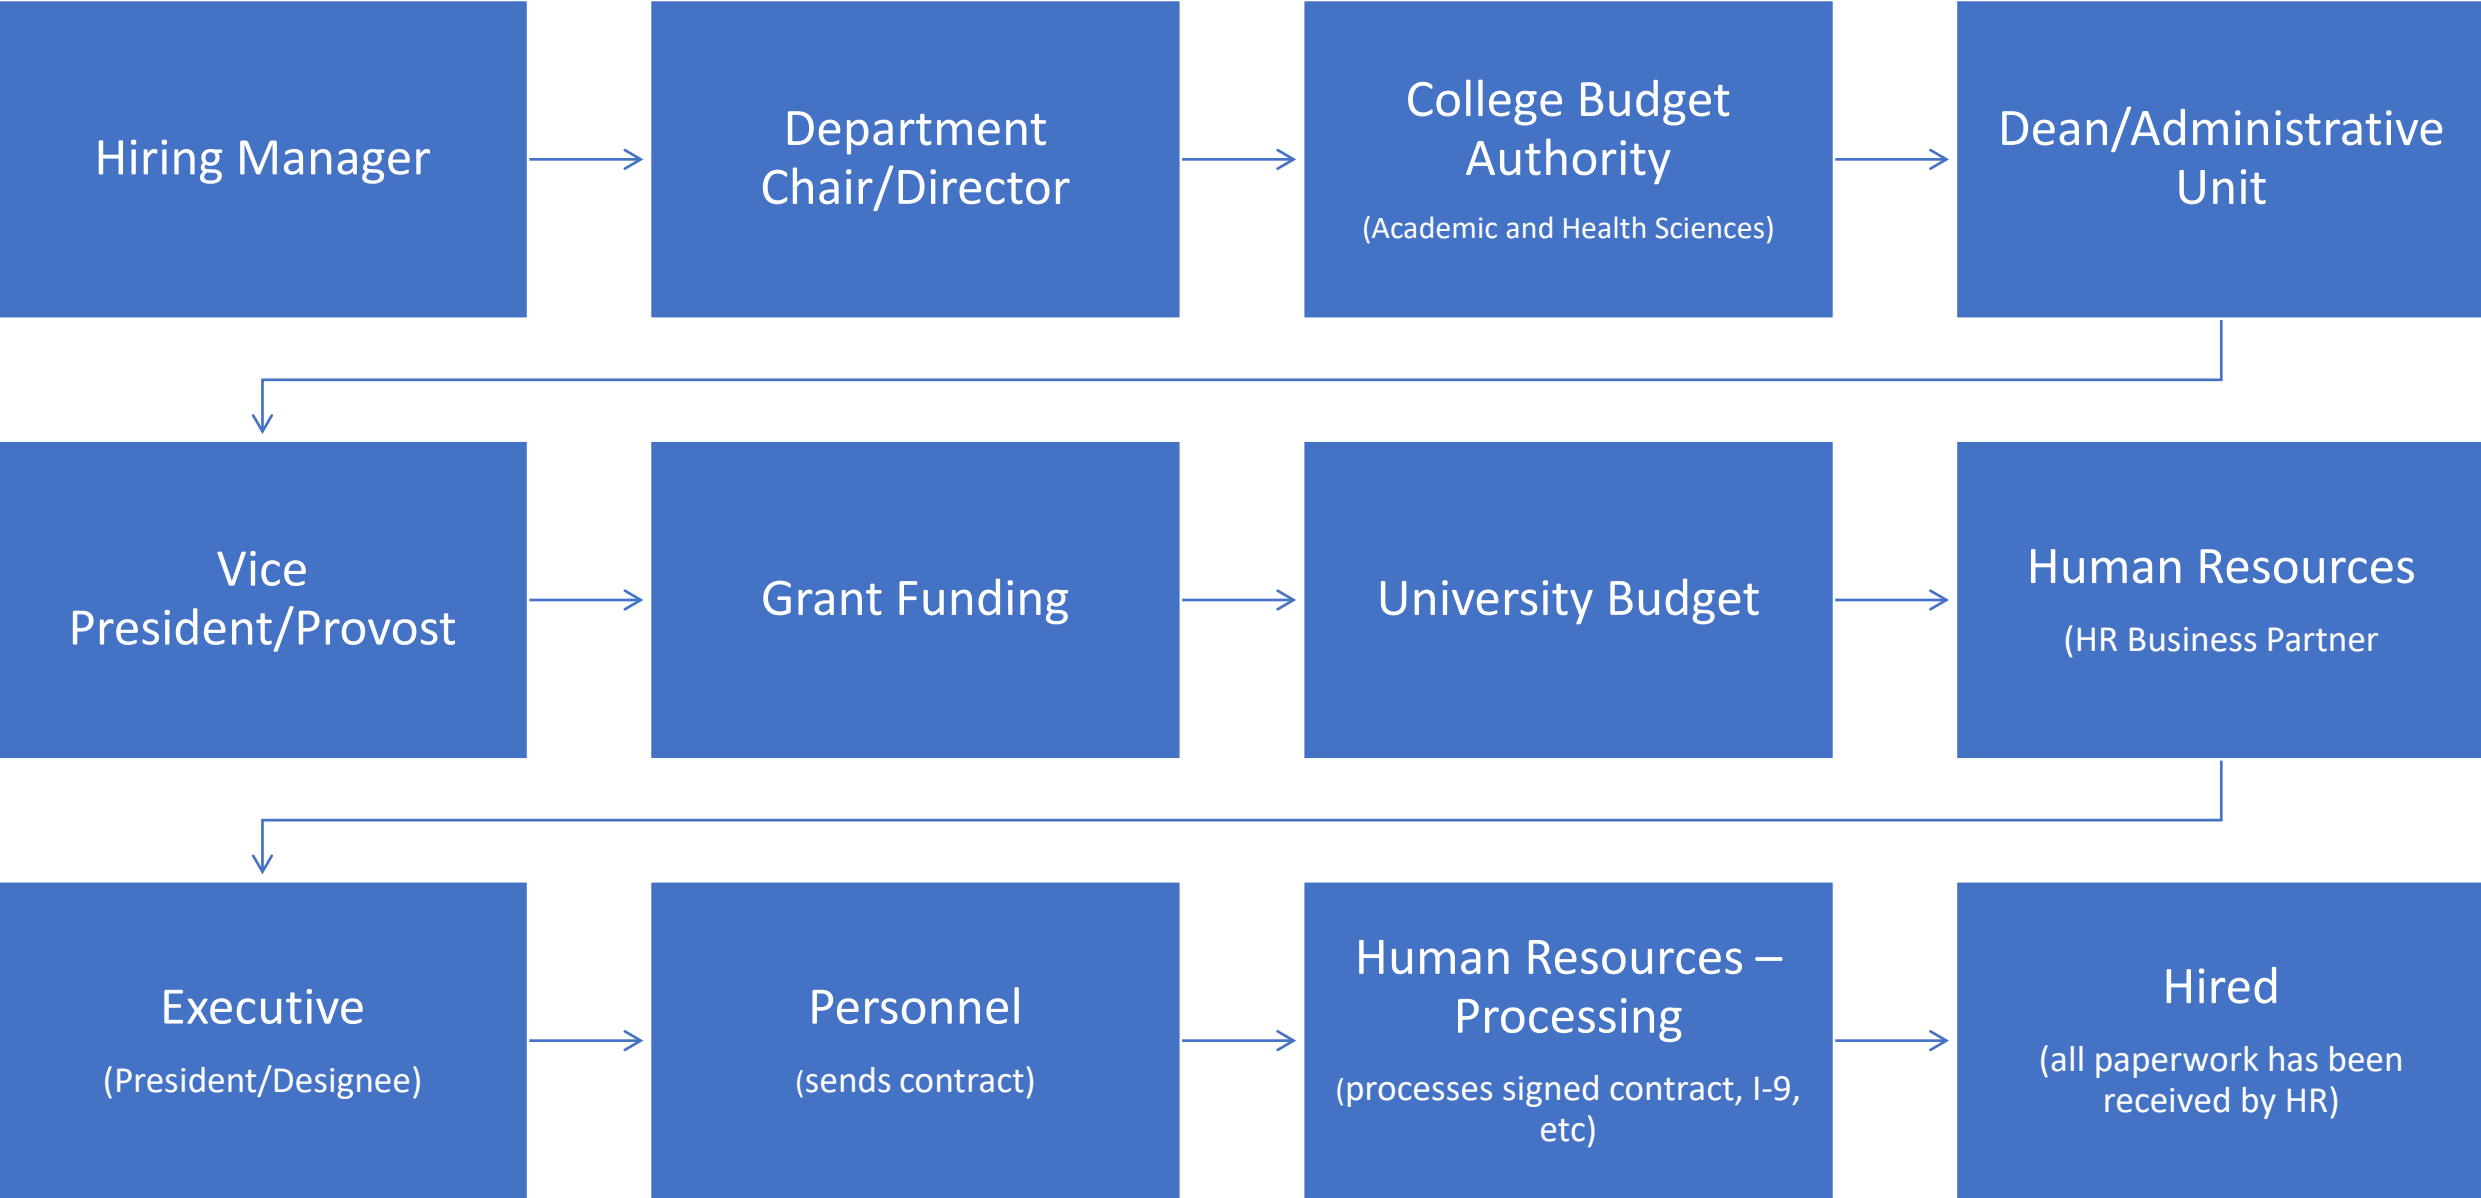 Hiring Manager
Department
Chair/Director
College Budget
Authority
(Academic and Health Sciences)
Dean/Administrative
Unit
Vice
President/Provost
Grant Funding
University Budget
Human Resources
(HR Business Partner
Executive
(President/Designee)
Personnel
(sends contract)
Human Resources –
Processing
(processes signed contract, I-9,
etc)
Hired
(all paperwork has been
received by HR)